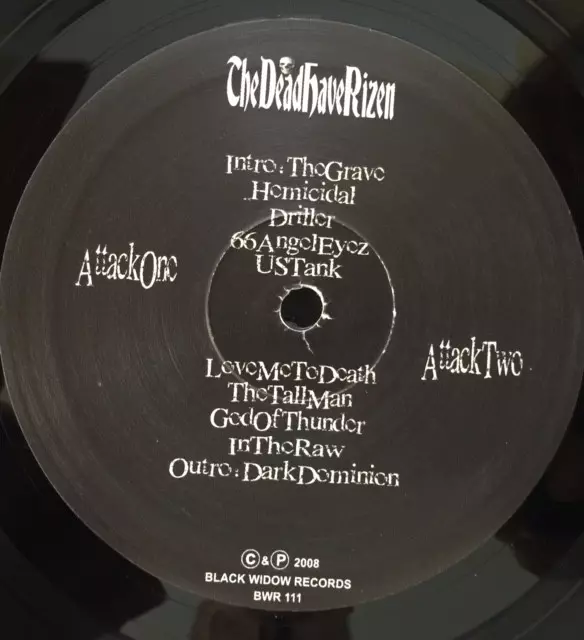 TheDeadHaveRizen
Intro:TheGrave
Homicidal
Driller
66AngelEyez
USTank
AttackOne
AttackTwo
LoveMeToDeath
TheTallMan
GodOfThunder
InTheRaw
Outro:DarkDominion
©&℗ 2008
BLACK WIDOW RECORDS
BWR 111